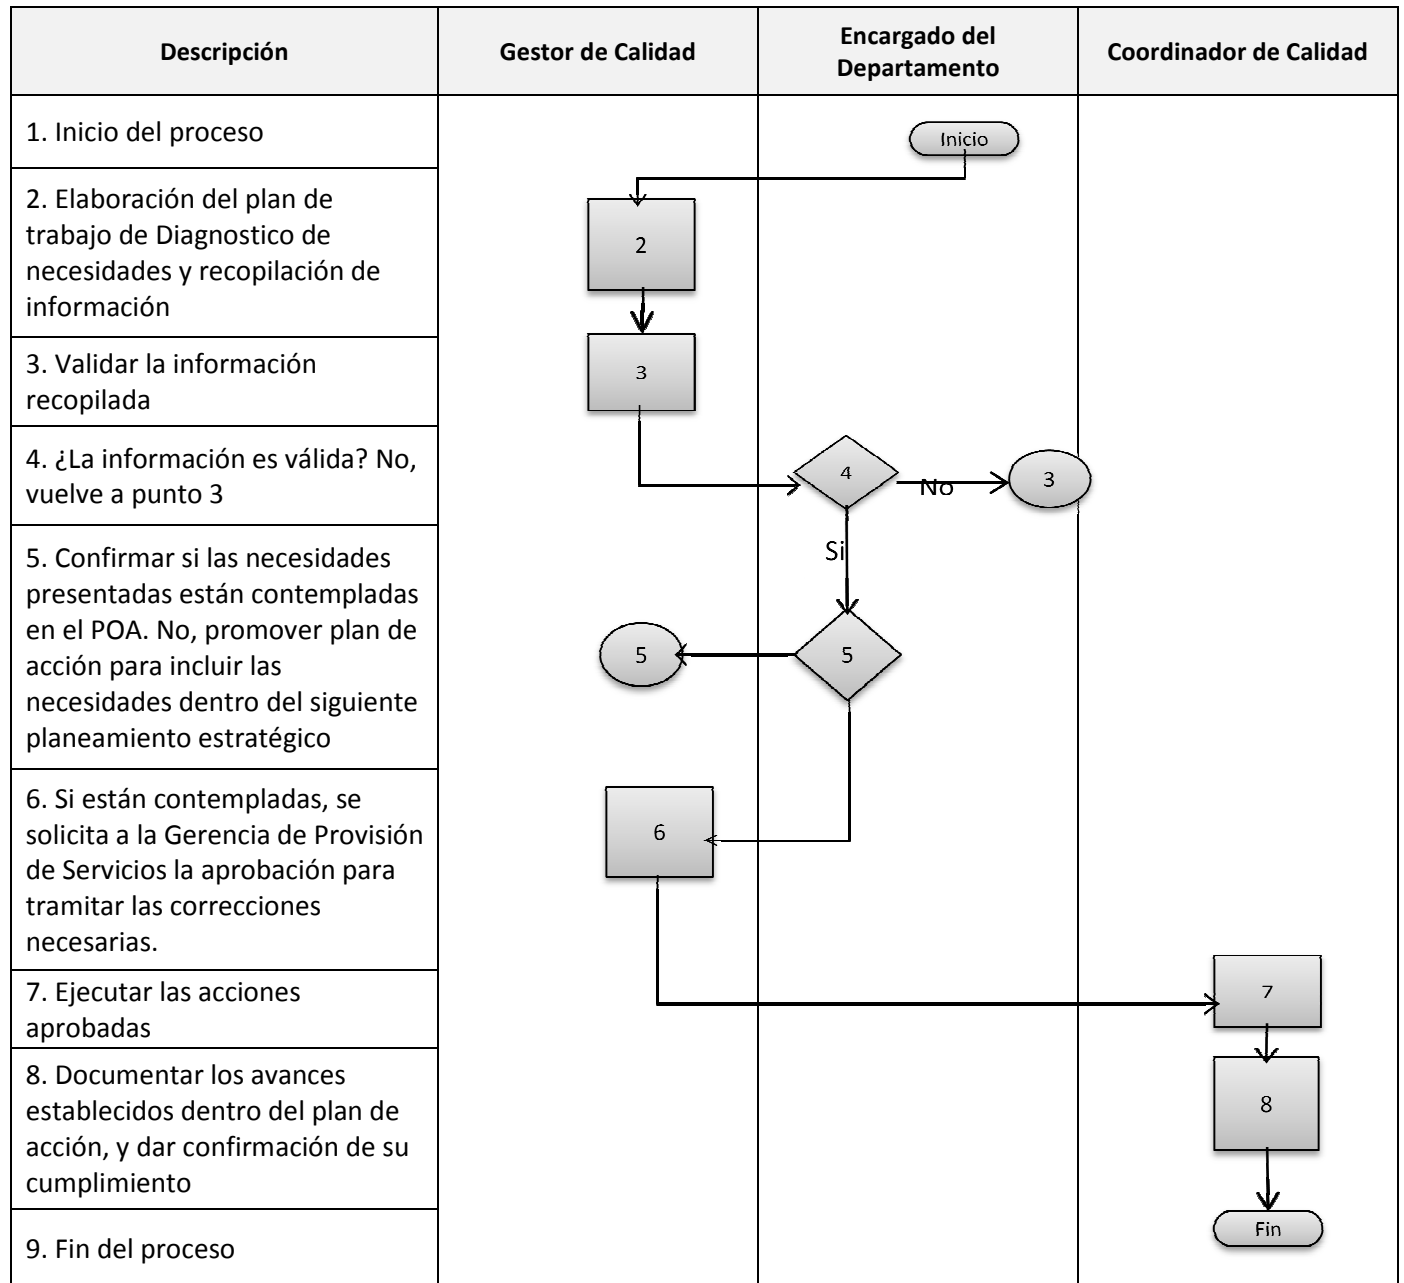 Descripción
Gestor de Calidad
Encargado del
Departamento
Coordinador de Calidad
1. Inicio del proceso
Inicio
2. Elaboración del plan de
trabajo de Diagnostico de
necesidades y recopilación de
información
2
3. Validar la información
recopilada
3
4. ¿La información es válida? No,
vuelve a punto 3
4
No
3
Si
5. Confirmar si las necesidades
presentadas están contempladas
en el POA. No, promover plan de
acción para incluir las
necesidades dentro del siguiente
planeamiento estratégico
5
5
6. Si están contempladas, se
solicita a la Gerencia de Provisión
de Servicios la aprobación para
tramitar las correcciones
necesarias.
6
7. Ejecutar las acciones
aprobadas
7
8. Documentar los avances
establecidos dentro del plan de
acción, y dar confirmación de su
cumplimiento
8
9. Fin del proceso
Fin